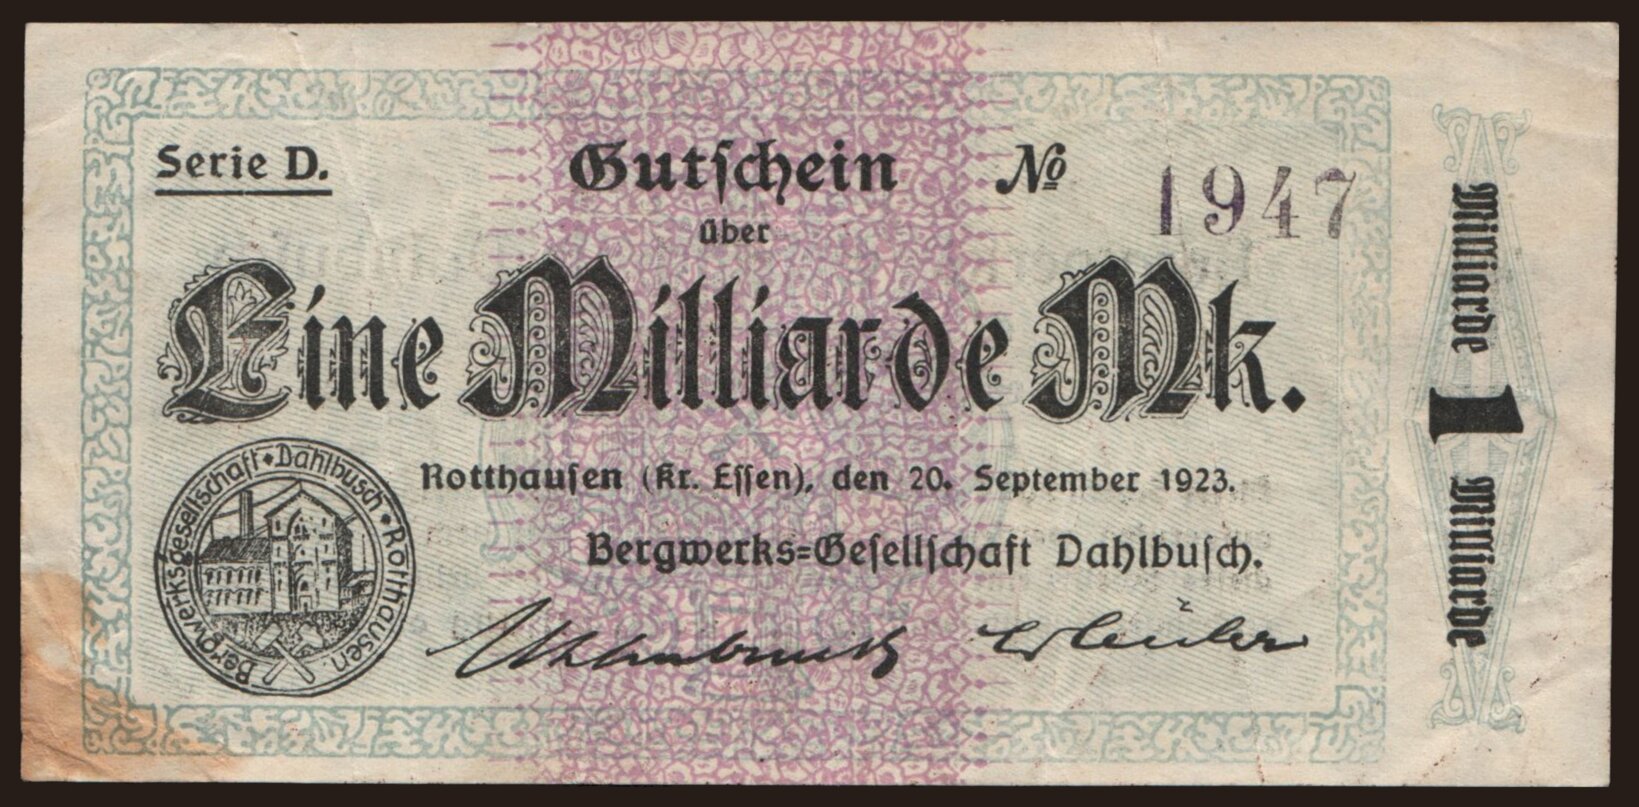 Serie D.
Gutschein
№ 1947
über
Eine Milliarde Mk.
Rotthausen (Kr. Essen), den 20. September 1923.
Bergwerks=Gesellschaft Dahlbusch.
Bergwerksgesellschaft • Dahlbusch • Rotthausen
Milliarde 1 Milliarde